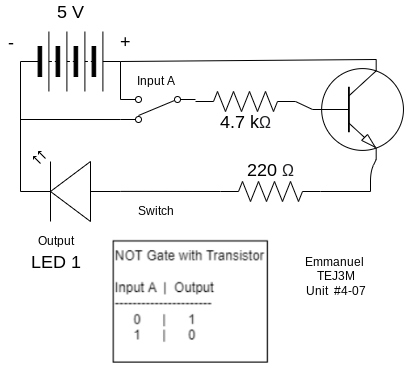 5 V
- +
Input A
4.7 kΩ
220 Ω
Switch
Output
LED 1
NOT Gate with Transistor
Input A | Output
-----------------------
0 | 1
1 | 0
Emmanuel
TEJ3M
Unit #4-07